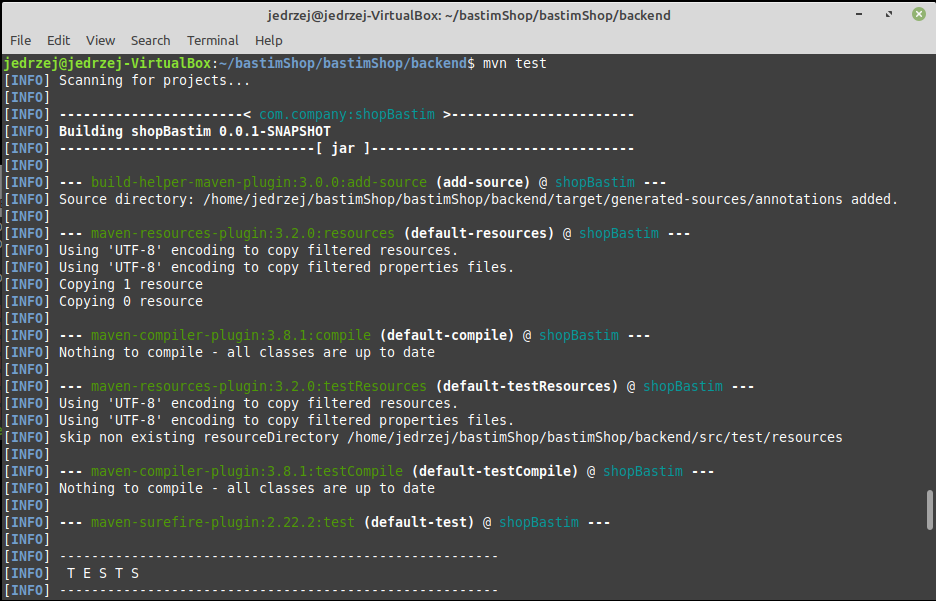 jedrzej@jedrzej-VirtualBox: ~/bastimShop/bastimShop/backend
File Edit View Search Terminal Help
jedrzej@jedrzej-VirtualBox:~/bastimShop/bastimShop/backend$ mvn test
[INFO] Scanning for projects...
[INFO]
[INFO] -----------------------< com.company:shopBastim >-----------------------
[INFO] Building shopBastim 0.0.1-SNAPSHOT
[INFO] --------------------------------[ jar ]---------------------------------
[INFO]
[INFO] --- build-helper-maven-plugin:3.0.0:add-source (add-source) @ shopBastim ---
[INFO] Source directory: /home/jedrzej/bastimShop/bastimShop/backend/target/generated-sources/annotations added.
[INFO]
[INFO] --- maven-resources-plugin:3.2.0:resources (default-resources) @ shopBastim ---
[INFO] Using 'UTF-8' encoding to copy filtered resources.
[INFO] Using 'UTF-8' encoding to copy filtered properties files.
[INFO] Copying 1 resource
[INFO] Copying 0 resource
[INFO]
[INFO] --- maven-compiler-plugin:3.8.1:compile (default-compile) @ shopBastim ---
[INFO] Nothing to compile - all classes are up to date
[INFO]
[INFO] --- maven-resources-plugin:3.2.0:testResources (default-testResources) @ shopBastim ---
[INFO] Using 'UTF-8' encoding to copy filtered resources.
[INFO] Using 'UTF-8' encoding to copy filtered properties files.
[INFO] skip non existing resourceDirectory /home/jedrzej/bastimShop/bastimShop/backend/src/test/resources
[INFO]
[INFO] --- maven-compiler-plugin:3.8.1:testCompile (default-testCompile) @ shopBastim ---
[INFO] Nothing to compile - all classes are up to date
[INFO]
[INFO] --- maven-surefire-plugin:2.22.2:test (default-test) @ shopBastim ---
[INFO]
[INFO] -------------------------------------------------------
[INFO]  T E S T S
[INFO] -------------------------------------------------------